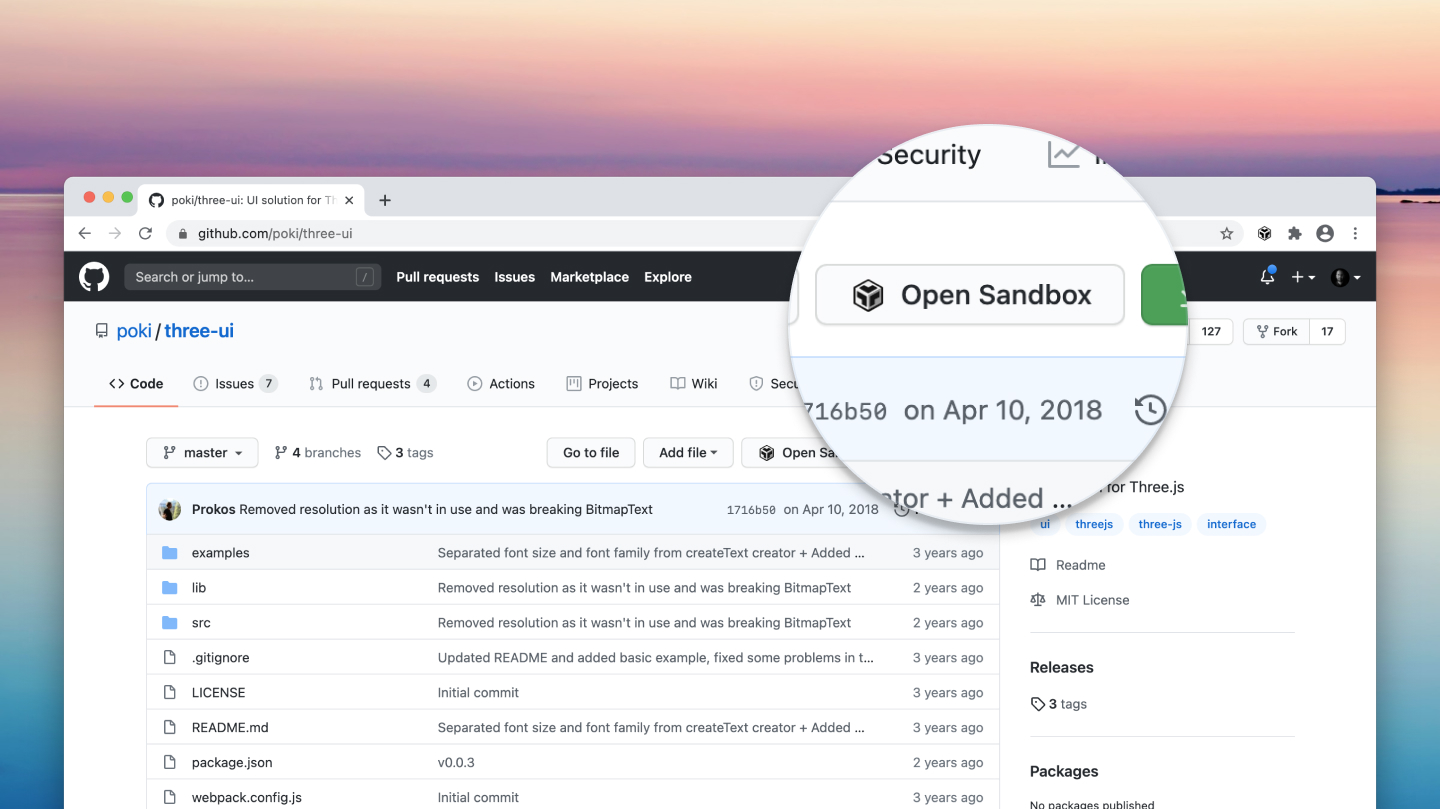 poki/three-ui: UI solution for Th
github.com/poki/three-ui
Search or jump to... /
Pull requests Issues Marketplace Explore
poki/three-ui
127 Fork 17
Code Issues 7 Pull requests 4 Actions Projects Wiki
Security
Open Sandbox
716b50 on Apr 10, 2018
+ Added ...
master 4 branches 3 tags Go to file Add file Open
for Three.js
Prokos Removed resolution as it wasn't in use and was breaking BitmapText 1716b50 on Apr 10, 2018
ui threejs three-js interface
examples Separated font size and font family from createText creator + Added ... 3 years ago
Readme
lib Removed resolution as it wasn't in use and was breaking BitmapText 2 years ago
MIT License
src Removed resolution as it wasn't in use and was breaking BitmapText 2 years ago
.gitignore Updated README and added basic example, fixed some problems in t... 3 years ago
Releases
LICENSE Initial commit 3 years ago
3 tags
README.md Separated font size and font family from createText creator + Added ... 3 years ago
package.json v0.0.3 2 years ago
Packages
webpack.config.js Initial commit 3 years ago
No packages published